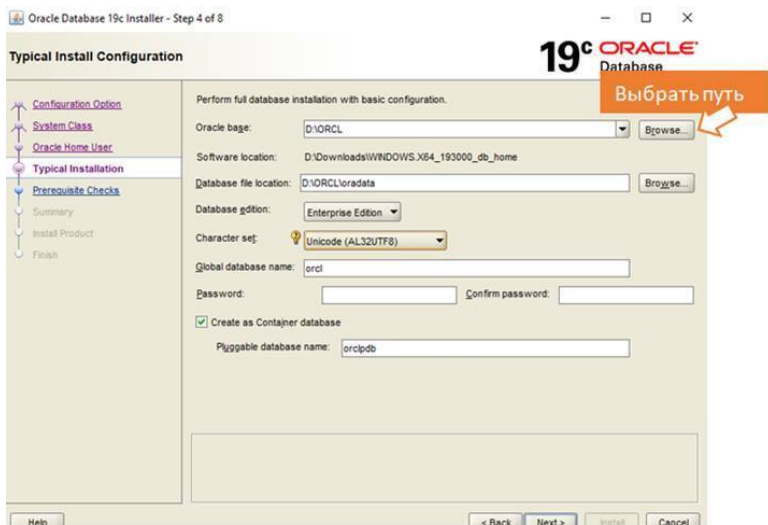 Oracle Database 19c Installer - Step 4 of 8
Typical Install Configuration
19c ORACLE
Database
Выбрать путь
Configuration Option
System Class
Oracle Home User
Typical Installation
Prerequisite Checks
Summary
Install Product
Finish
Perform full database installation with basic configuration.
Oracle base: D:\ORCL Browse...
Software location: D:\Downloads\WINDOWS.X64_193000_db_home
Database file location: D:\ORCL\oradata Browse...
Database edition: Enterprise Edition
Character set: Unicode (AL32UTF8)
Global database name: orcl
Password: Confirm password:
Create as Container database
Pluggable database name: orclpdb
Help < Back Next > Install Cancel